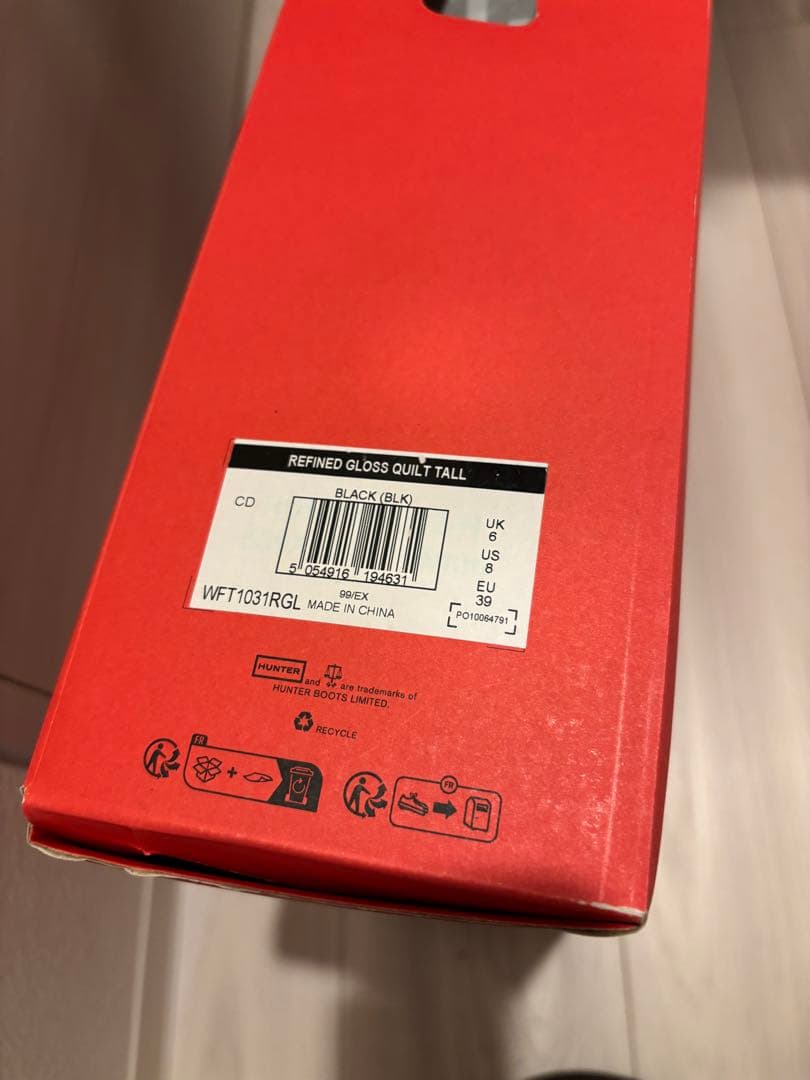 REFINED GLOSS QUILT TALL
CD
BLACK (BLK)
5 054916 194631
99/EX
WFT1031RGL MADE IN CHINA
UK
6
US
8
EU
39
PO10064791
HUNTER and are trademarks of
HUNTER BOOTS LIMITED.
RECYCLE
FR
+
FR